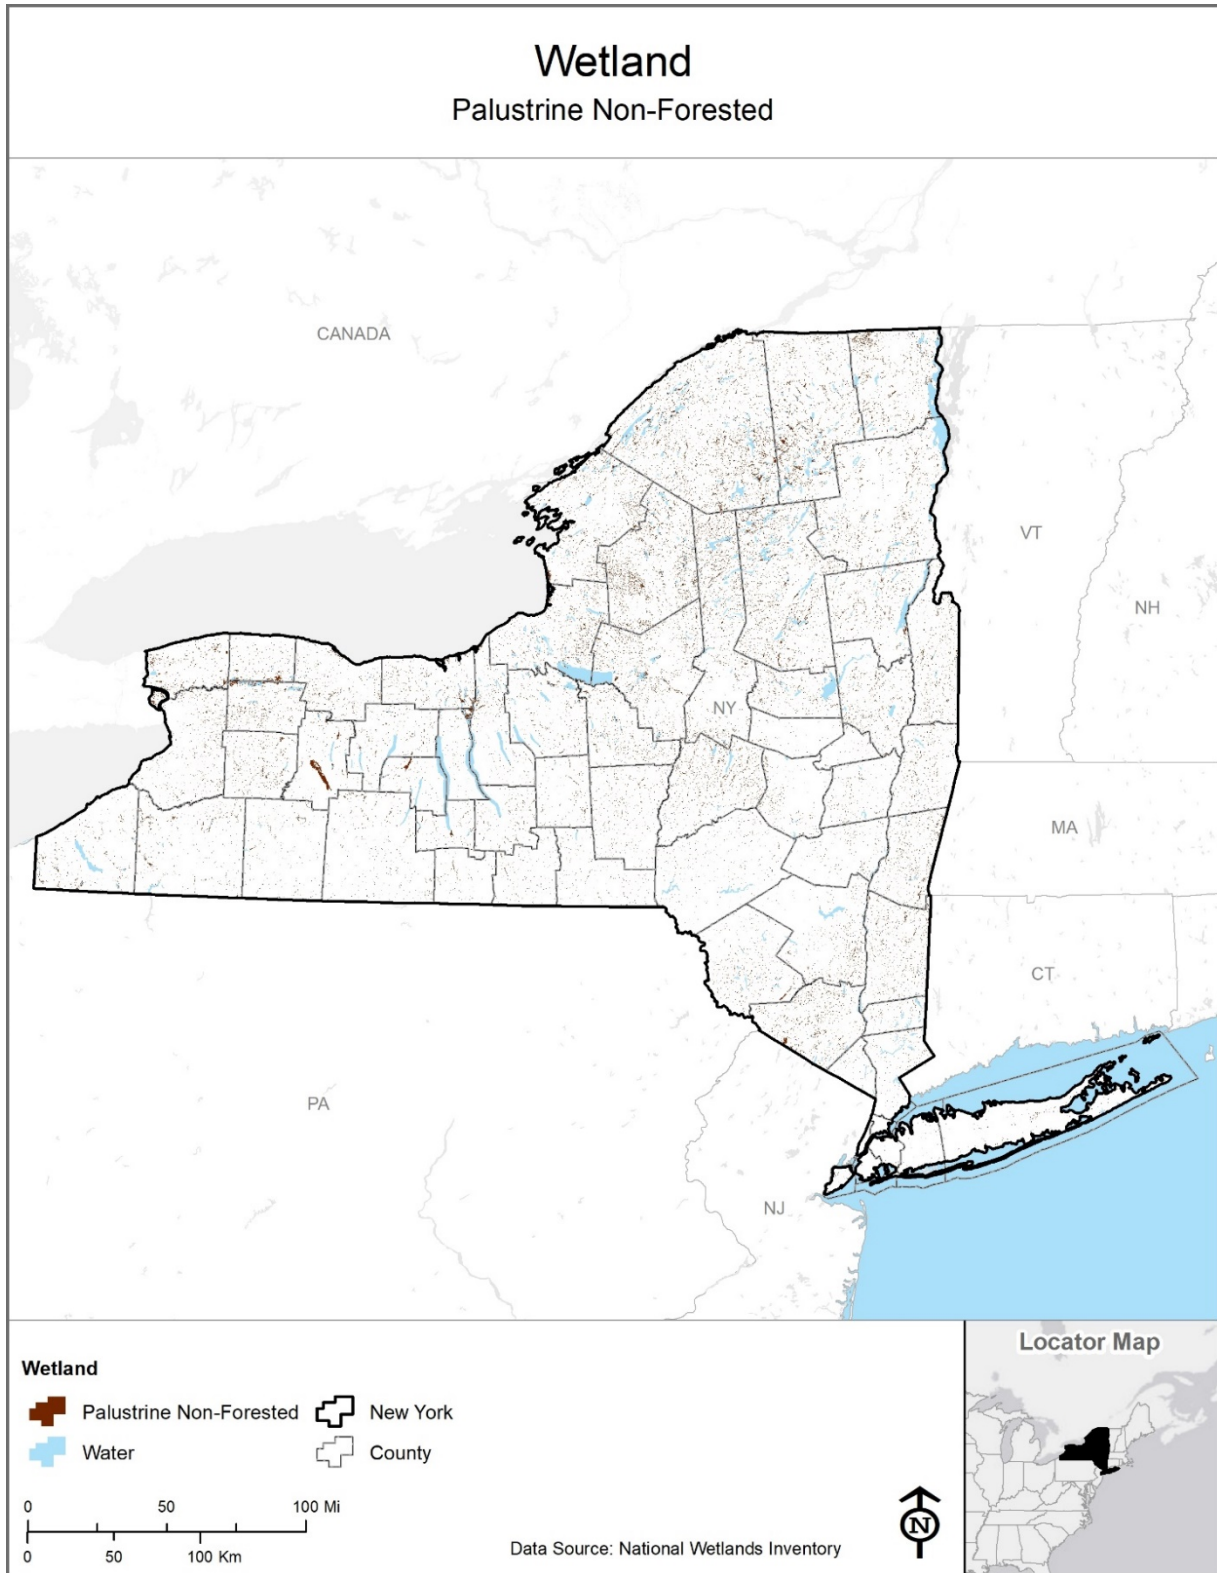 Wetland
Palustrine Non-Forested
CANADA
VT
NH
NY
MA
CT
PA
NJ
Wetland
Palustrine Non-Forested
New York
Water
County
0 50 100 Mi
0 50 100 Km
Data Source: National Wetlands Inventory
N
Locator Map